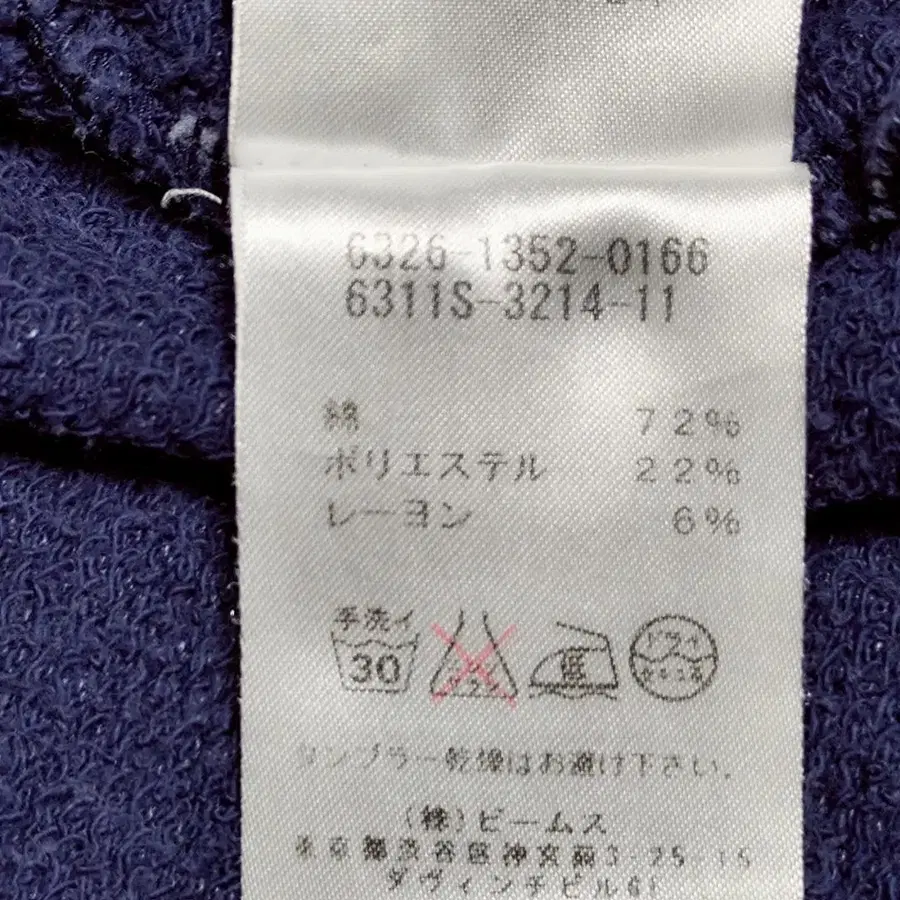 6326-1352-0166
6311S-3214-11
綿 72%
ポリエステル 22%
レーヨン 6%
手洗イ
30
低
ドライ
タンブラー乾燥はお避け下さい。
(株)ビームス
東京都渋谷区神宮前3-25-15
ダヴィンチビル6F